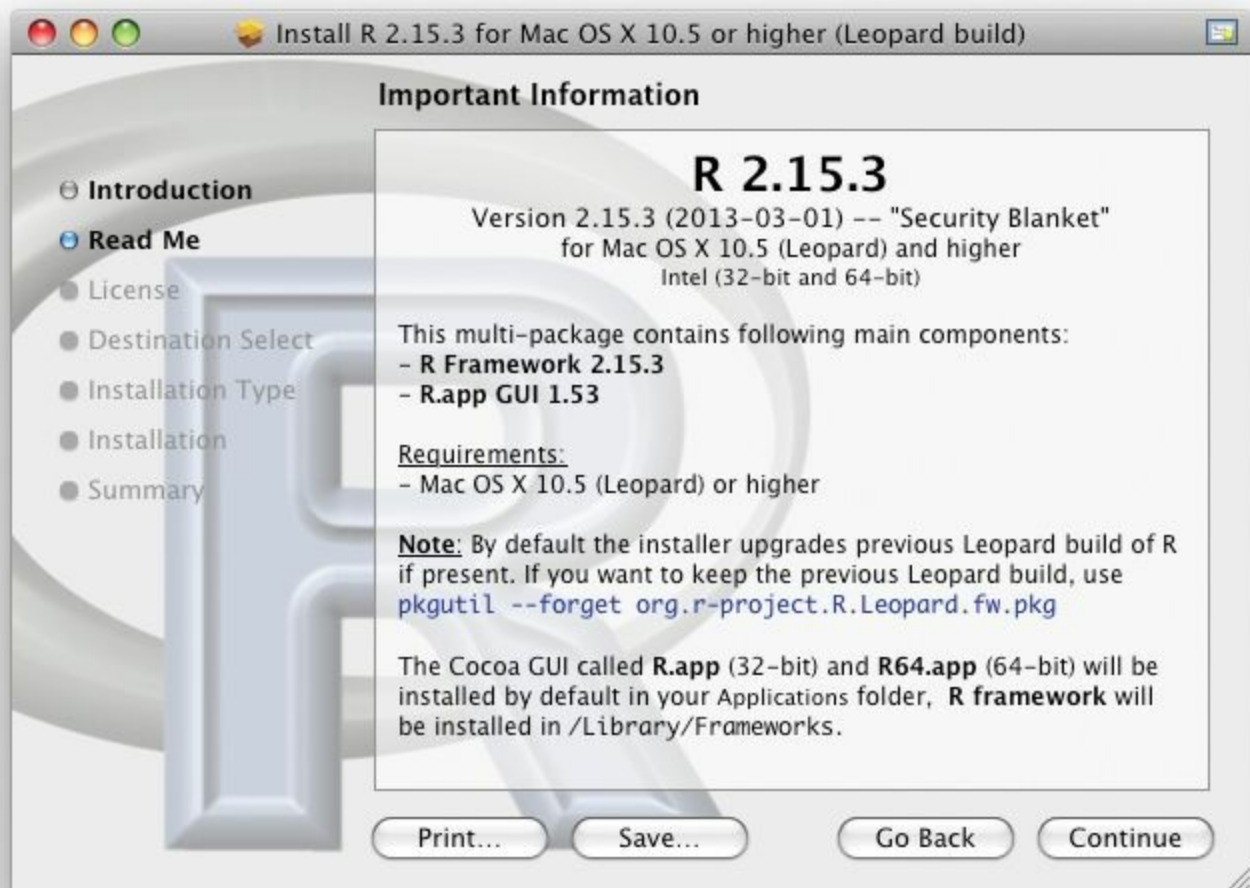 Install R 2.15.3 for Mac OS X 10.5 or higher (Leopard build)
Important Information
Introduction
Read Me
License
Destination Select
Installation Type
Installation
Summary
R 2.15.3
Version 2.15.3 (2013-03-01) -- "Security Blanket"
for Mac OS X 10.5 (Leopard) and higher
Intel (32-bit and 64-bit)
This multi-package contains following main components:
- R Framework 2.15.3
- R.app GUI 1.53
Requirements:
- Mac OS X 10.5 (Leopard) or higher
Note: By default the installer upgrades previous Leopard build of R
if present. If you want to keep the previous Leopard build, use
pkgutil --forget org.r-project.R.Leopard.fw.pkg
The Cocoa GUI called R.app (32-bit) and R64.app (64-bit) will be
installed by default in your Applications folder, R framework will
be installed in /Library/Frameworks.
Print...
Save...
Go Back
Continue